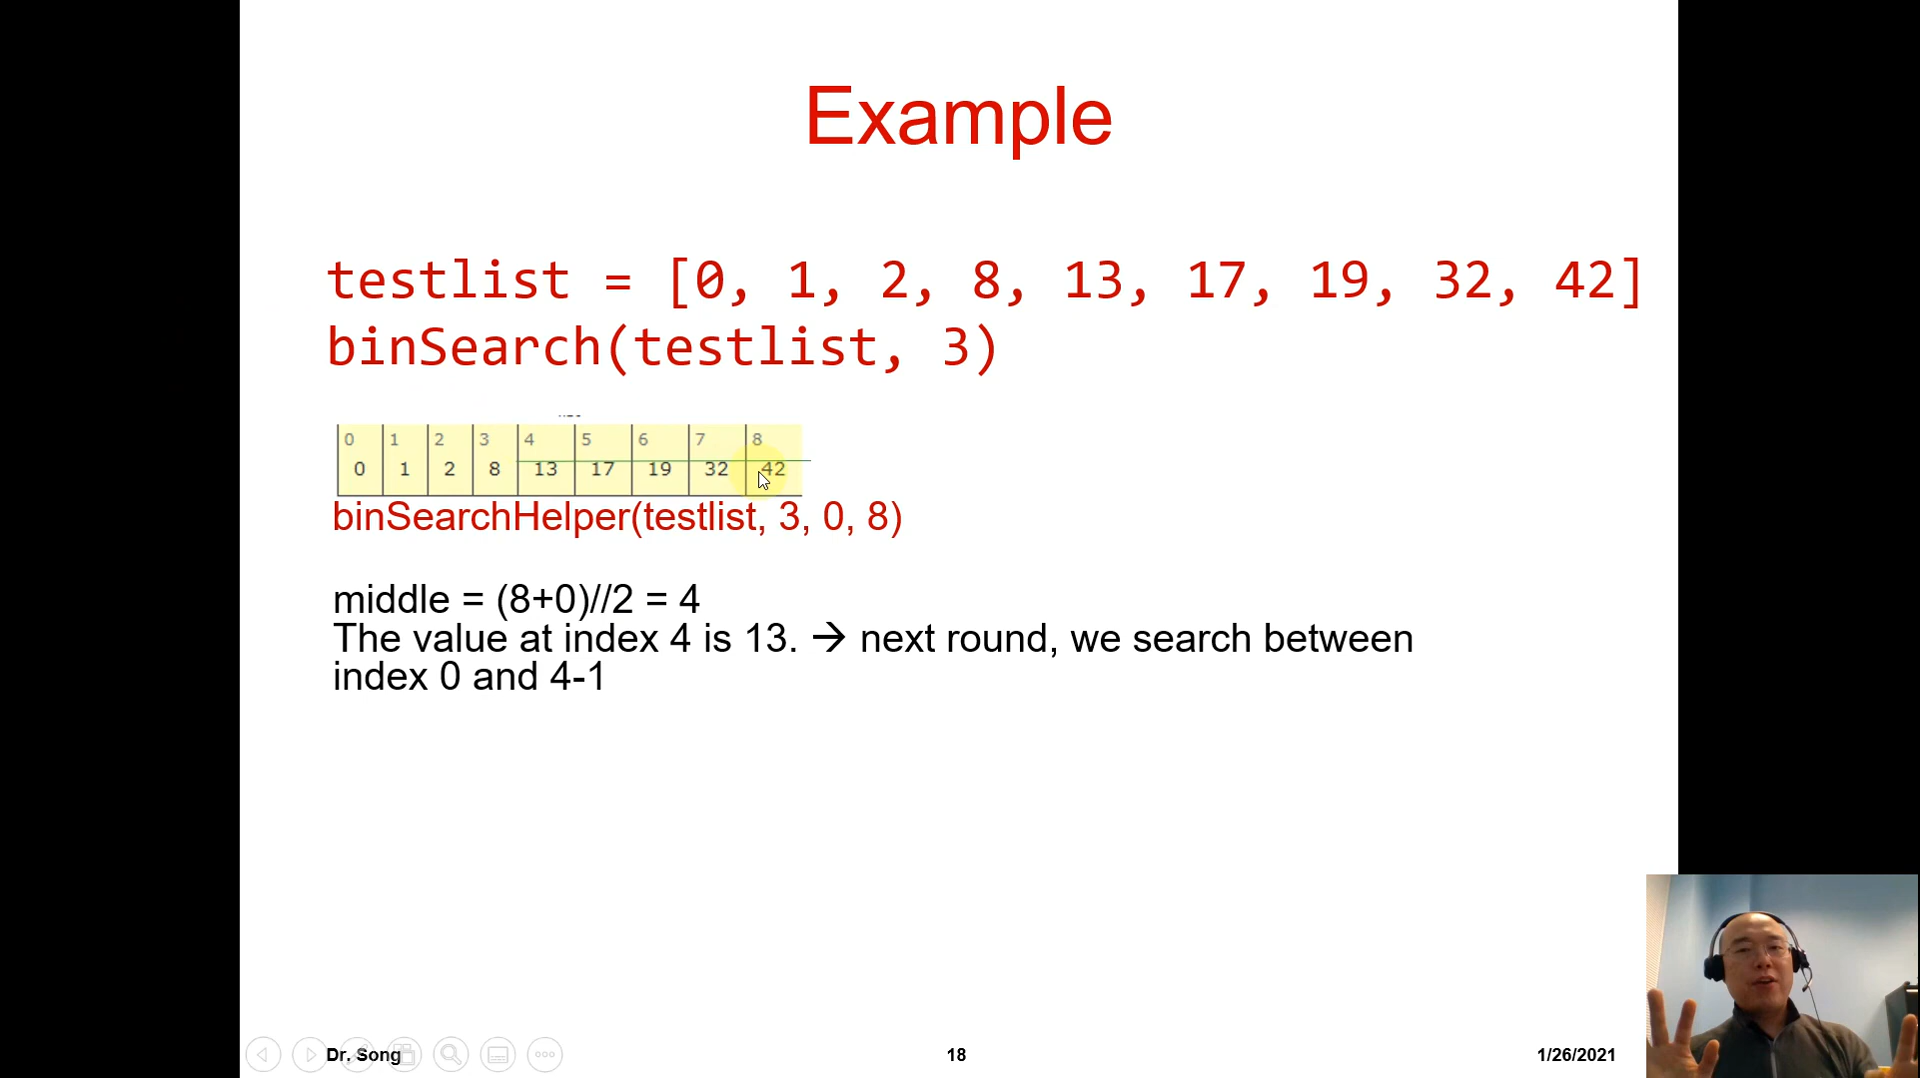 Example
testlist = [0, 1, 2, 8, 13, 17, 19, 32, 42]
binSearch(testlist, 3)
0 1 2 3 4 5 6 7 8
0 1 2 8 13 17 19 32 42
binSearchHelper(testlist, 3, 0, 8)
middle = (8+0)//2 = 4
The value at index 4 is 13. → next round, we search between
index 0 and 4-1
Dr. Song 18 1/26/2021